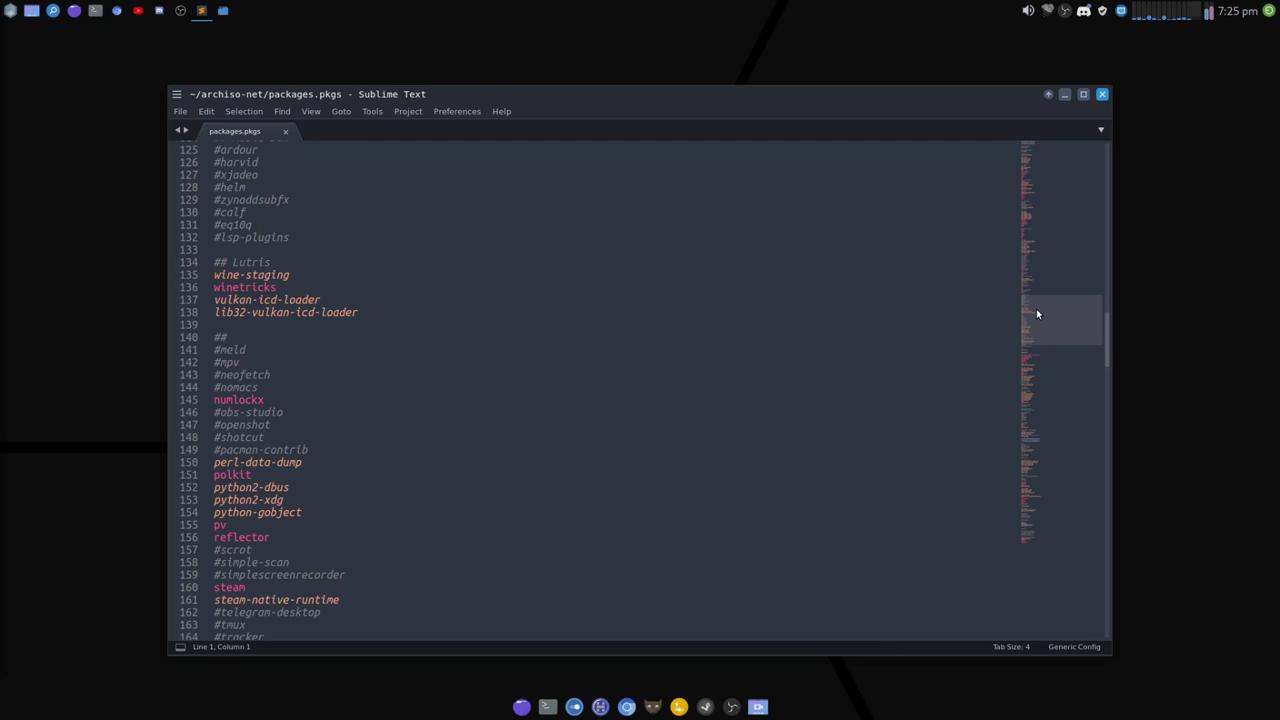 7:25 pm
~/archiso-net/packages.pkgs - Sublime Text
File Edit Selection Find View Goto Tools Project Preferences Help
packages.pkgs
125 #ardour
126 #harvid
127 #xjadeo
128 #helm
129 #zynaddsubfx
130 #calf
131 #eq10q
132 #lsp-plugins
133
134 ## Lutris
135 wine-staging
136 winetricks
137 vulkan-icd-loader
138 lib32-vulkan-icd-loader
139
140 ##
141 #meld
142 #mpv
143 #neofetch
144 #nomacs
145 numlockx
146 #obs-studio
147 #openshot
148 #shotcut
149 #pacman-contrib
150 perl-data-dump
151 polkit
152 python2-dbus
153 python2-xdg
154 python-gobject
155 pv
156 reflector
157 #scrot
158 #simple-scan
159 #simplescreenrecorder
160 steam
161 steam-native-runtime
162 #telegram-desktop
163 #tmux
164 #tracker
Line 1, Column 1
Tab Size: 4
Generic Config